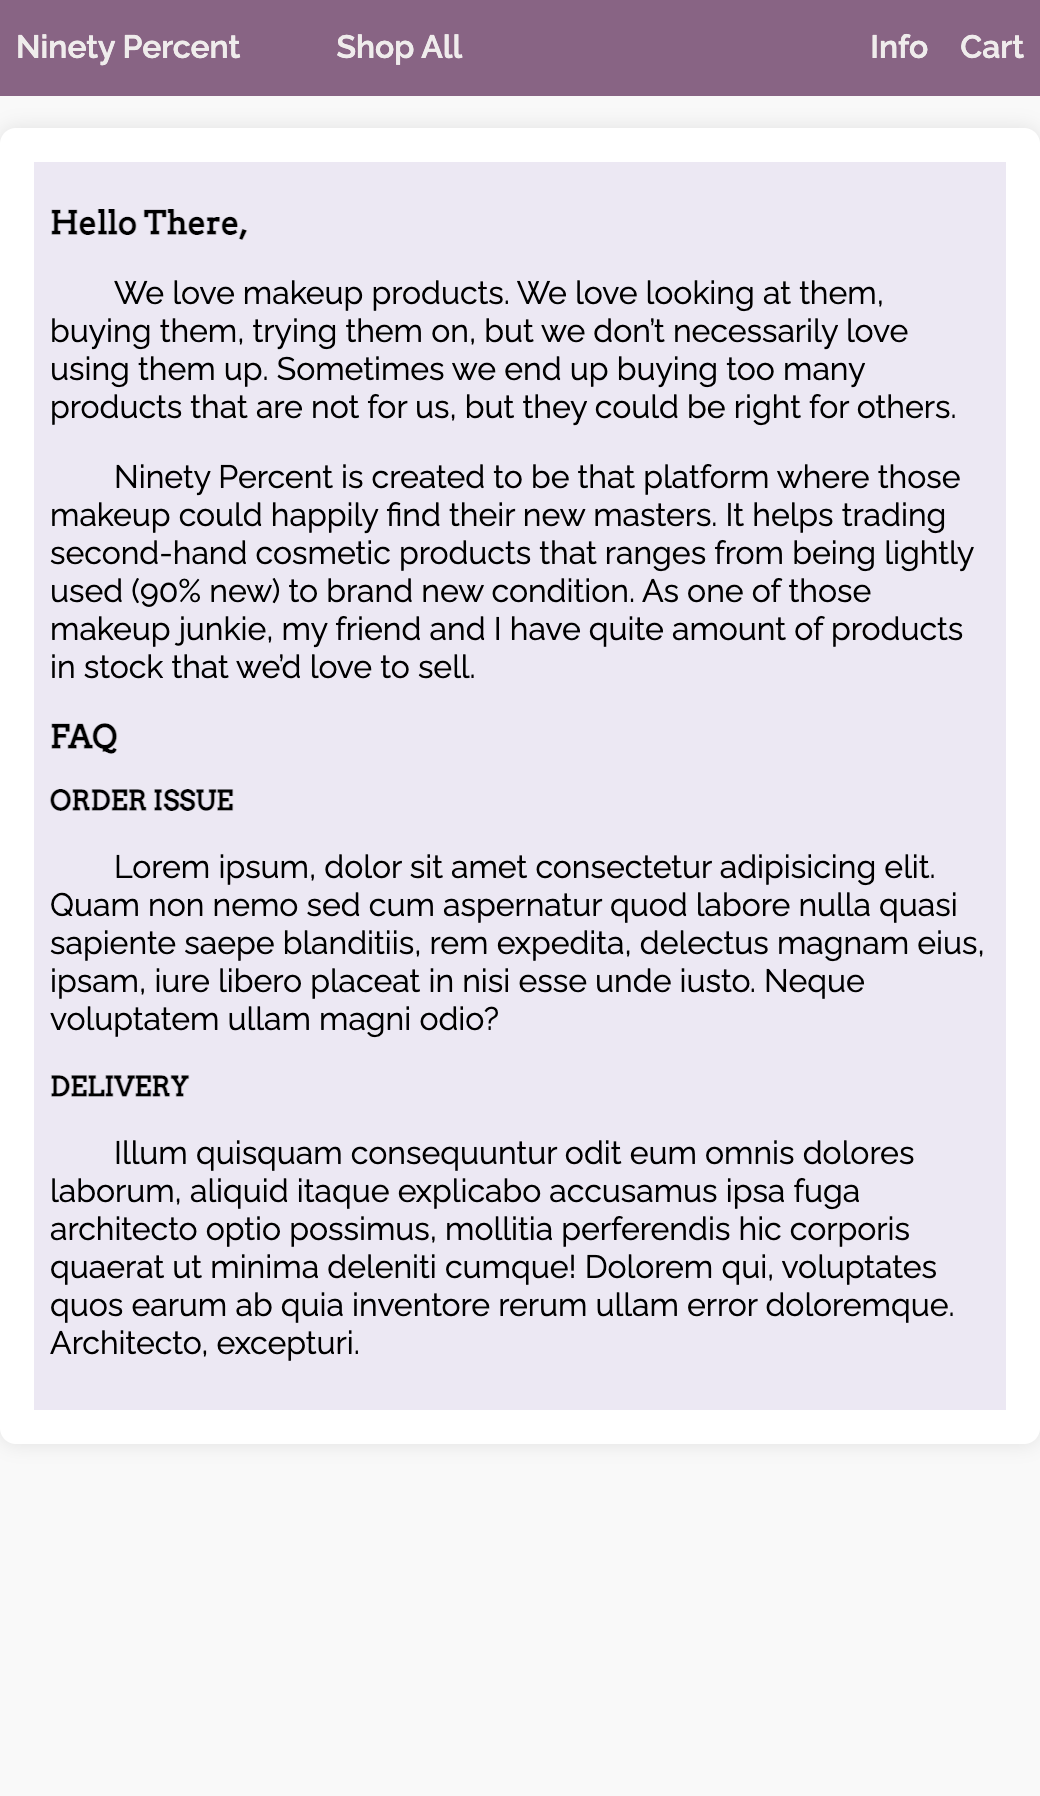 Ninety Percent Shop All Info Cart
Hello There,
We love makeup products. We love looking at them,
buying them, trying them on, but we don’t necessarily love
using them up. Sometimes we end up buying too many
products that are not for us, but they could be right for others.
Ninety Percent is created to be that platform where those
makeup could happily find their new masters. It helps trading
second-hand cosmetic products that ranges from being lightly
used (90% new) to brand new condition. As one of those
makeup junkie, my friend and I have quite amount of products
in stock that we’d love to sell.
FAQ
ORDER ISSUE
Lorem ipsum, dolor sit amet consectetur adipisicing elit.
Quam non nemo sed cum aspernatur quod labore nulla quasi
sapiente saepe blanditiis, rem expedita, delectus magnam eius,
ipsam, iure libero placeat in nisi esse unde iusto. Neque
voluptatem ullam magni odio?
DELIVERY
Illum quisquam consequuntur odit eum omnis dolores
laborum, aliquid itaque explicabo accusamus ipsa fuga
architecto optio possimus, mollitia perferendis hic corporis
quaerat ut minima deleniti cumque! Dolorem qui, voluptates
quos earum ab quia inventore rerum ullam error doloremque.
Architecto, excepturi.